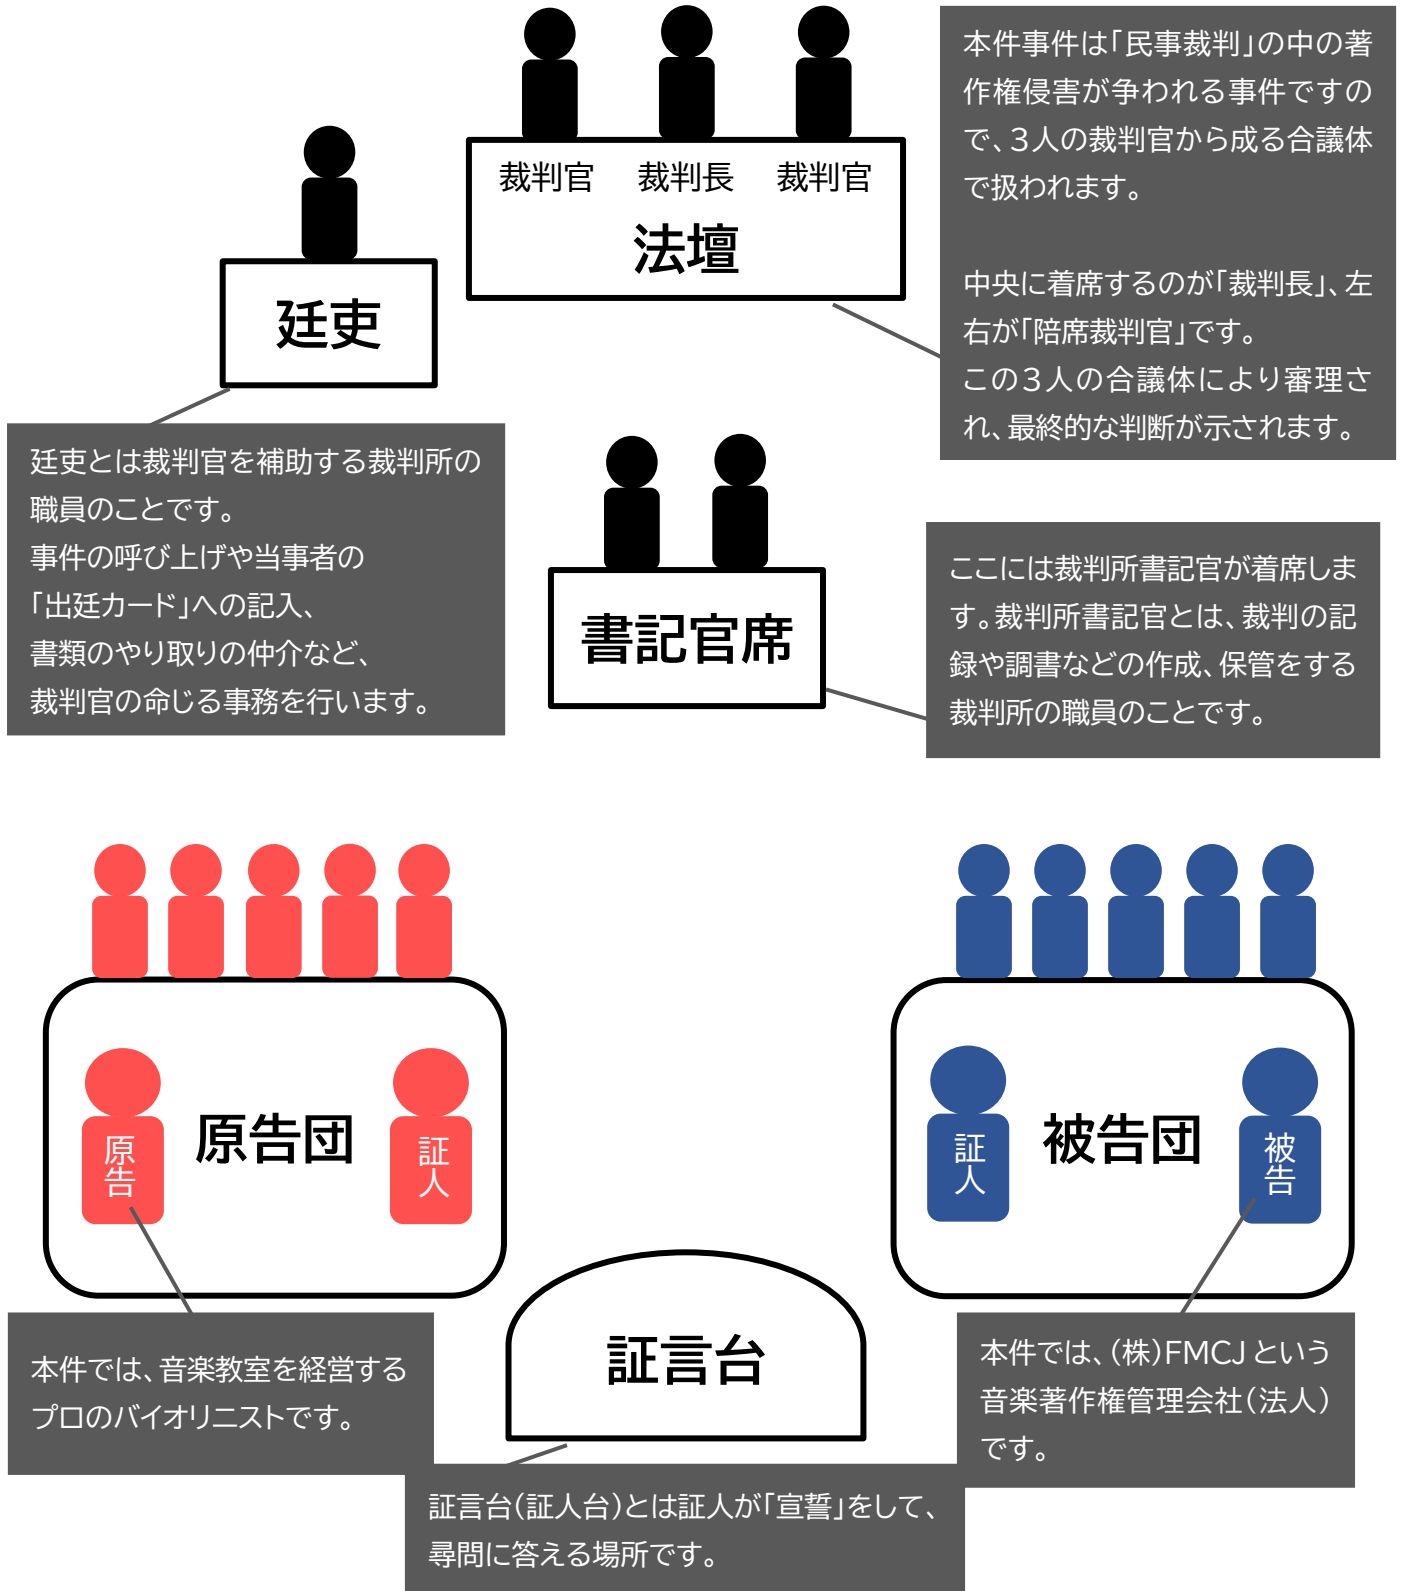 裁判官 裁判長 裁判官
法壇
本件事件は「民事裁判」の中の著
作権侵害が争われる事件ですの
で、3人の裁判官から成る合議体
で扱われます。
中央に着席するのが「裁判長」、左
右が「陪席裁判官」です。
この3人の合議体により審理さ
れ、最終的な判断が示されます。
廷吏
廷吏とは裁判官を補助する裁判所の
職員のことです。
事件の呼び上げや当事者の
「出廷カード」への記入、
書類のやり取りの仲介など、
裁判官の命じる事務を行います。
書記官席
ここには裁判所書記官が着席しま
す。裁判所書記官とは、裁判の記
録や調書などの作成、保管をする
裁判所の職員のことです。
原告
原告団
証人
証人
被告団
被告
本件では、音楽教室を経営する
プロのバイオリニストです。
証言台
証言台(証人台)とは証人が「宣誓」をして、
尋問に答える場所です。
本件では、(株)FMCJという
音楽著作権管理会社(法人)
です。